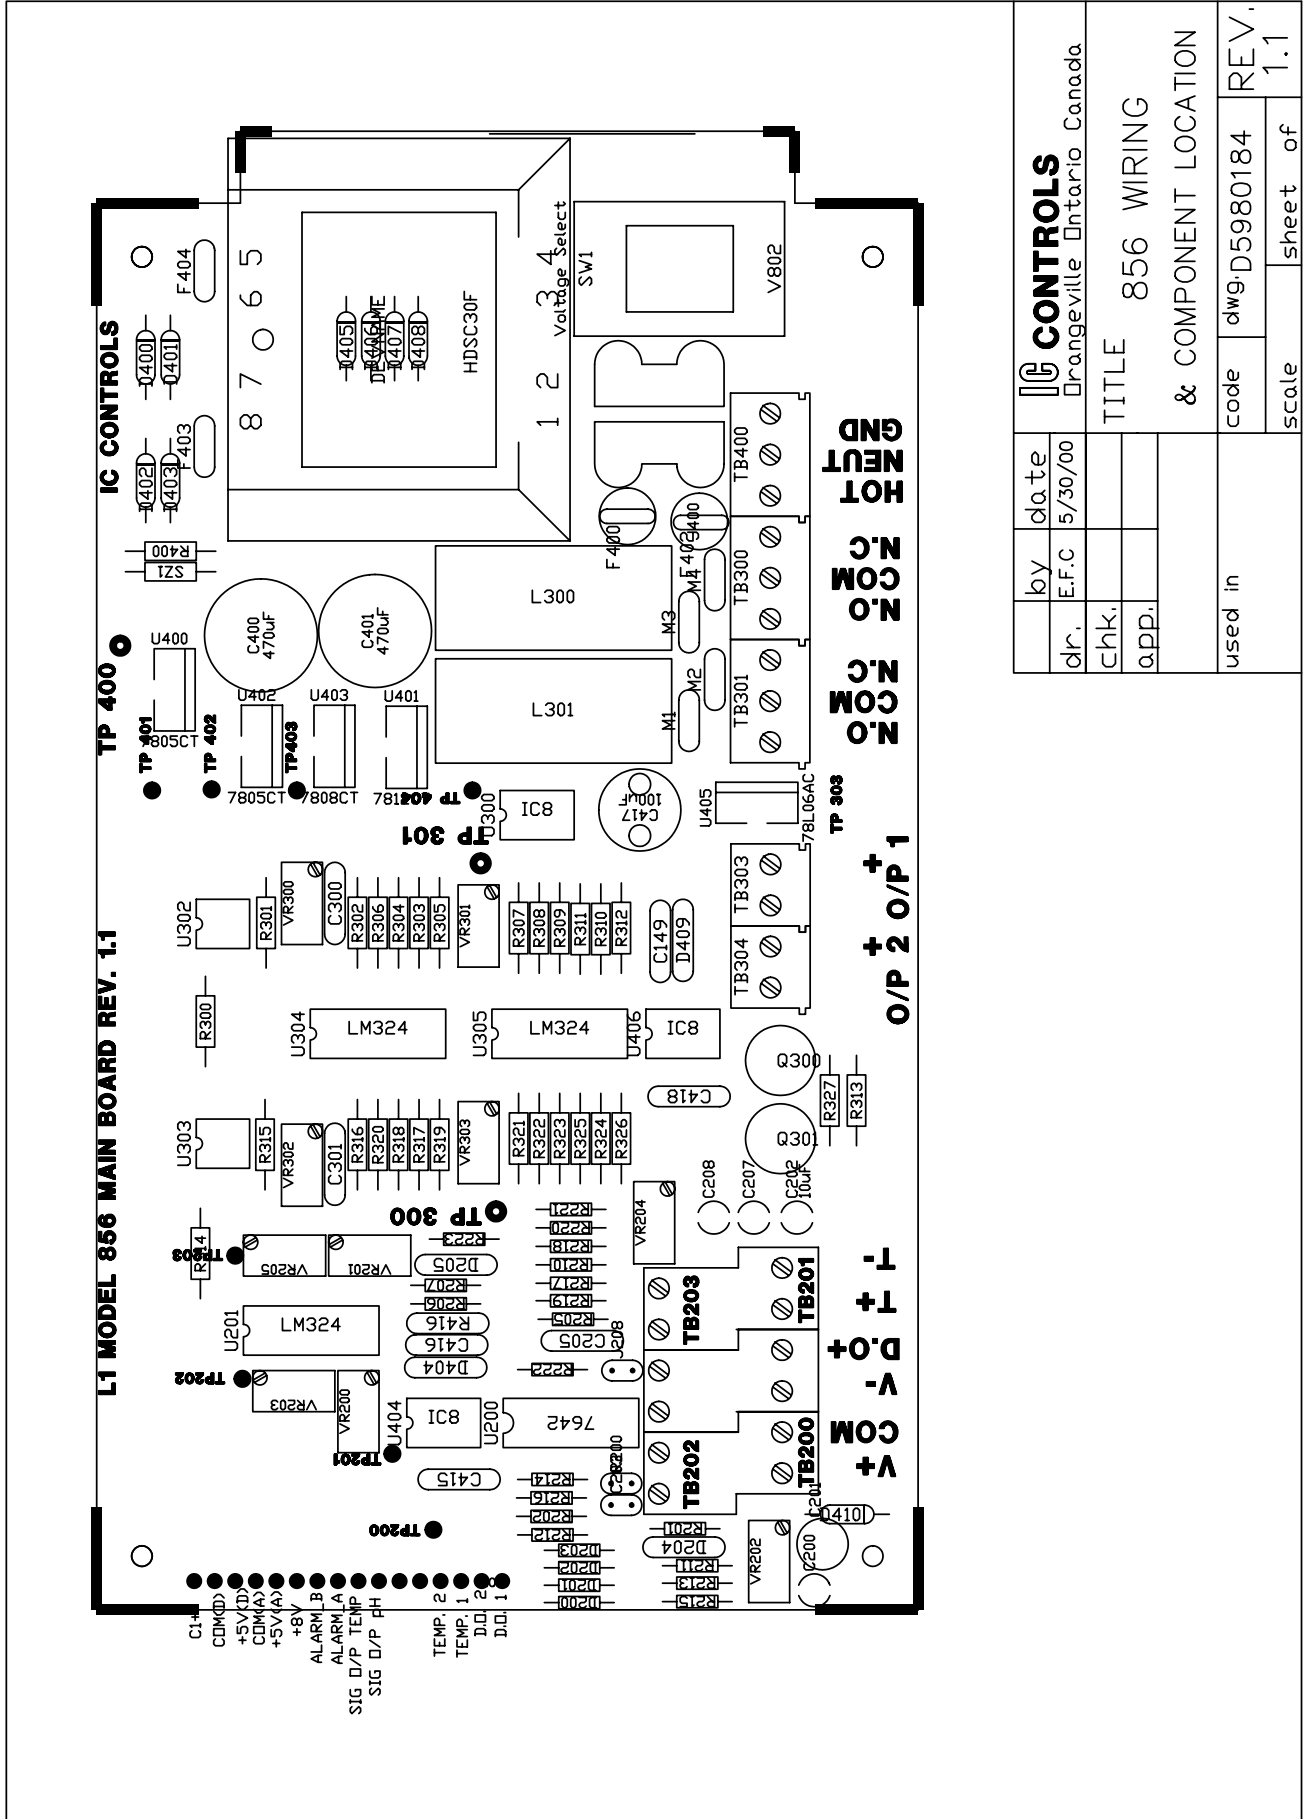 IC CONTROLS
L1 MODEL 856 MAIN BOARD REV. 1.1
F404
D400
D401
D402
D403
F403
R400
SZ1
8 7 6 5
1 2 3 4
D405
D406
D407
D408
HDSC30F
Voltage Select
SW1
V802
U400
7805CT
TP 400
TP 401
TP 402
TP403
TP 404
C400
470uF
C401
470uF
U402
7805CT
U403
7808CT
U401
L300
L301
F400
F402
M4
M3
M2
M1
TB400
GND
NEUT
HOT
TB300
N.C
COM
N.O
TB301
N.C
COM
N.O
U300
IC8
C417
100uF
U405
78L06AC
TP 303
TP 301
U302
R301
VR300
C300
R302
R306
R304
R303
R305
VR301
R307
R308
R309
R311
R310
R312
C149
D409
TB303
TB304
+
O/P 1
+
O/P 2
R300
U304
LM324
U305
LM324
U406
IC8
Q300
Q301
R327
R313
C418
U303
R315
VR302
C301
R316
R320
R318
R317
R319
VR303
R321
R322
R323
R325
R324
R326
C208
C207
C202
10uF
TP 300
TP203
VR205
VR201
R223
D205
R207
R206
R416
C416
D404
R221
R220
R218
R210
R217
R219
R205
C205
R222
VR204
J208
U201
LM324
TP202
VR203
VR200
U404
IC8
U200
7642
TP201
C415
TP200
R214
R216
R202
R212
D203
D202
D201
D200
R201
D204
R211
R213
R215
VR202
C200
C201
D410
TB203
TB201
TB202
TB200
T-
T+
D.O+
V-
COM
V+
C1+
COM(D)
+5V(D)
COM(A)
+5V(A)
+8V
ALARM_B
ALARM_A
SIG O/P TEMP
SIG O/P pH
TEMP. 2
TEMP. 1
D.O. 2
D.O. 1
IC CONTROLS
Orangeville Ontario Canada
TITLE
856 WIRING
& COMPONENT LOCATION
code dwg. D5980184 REV. 1.1
scale sheet of
by date
dr. E.F.C 5/30/00
chk.
app.
used in